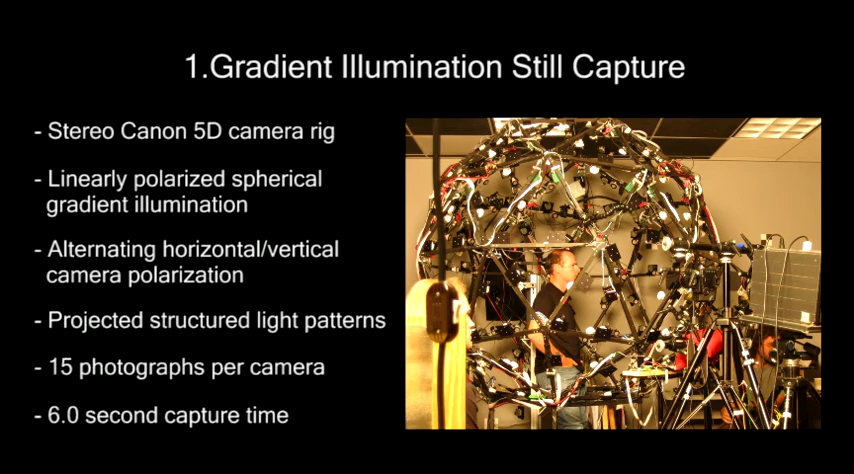 1.Gradient Illumination Still Capture
- Stereo Canon 5D camera rig
- Linearly polarized spherical
gradient illumination
- Alternating horizontal/vertical
camera polarization
- Projected structured light patterns
- 15 photographs per camera
- 6.0 second capture time